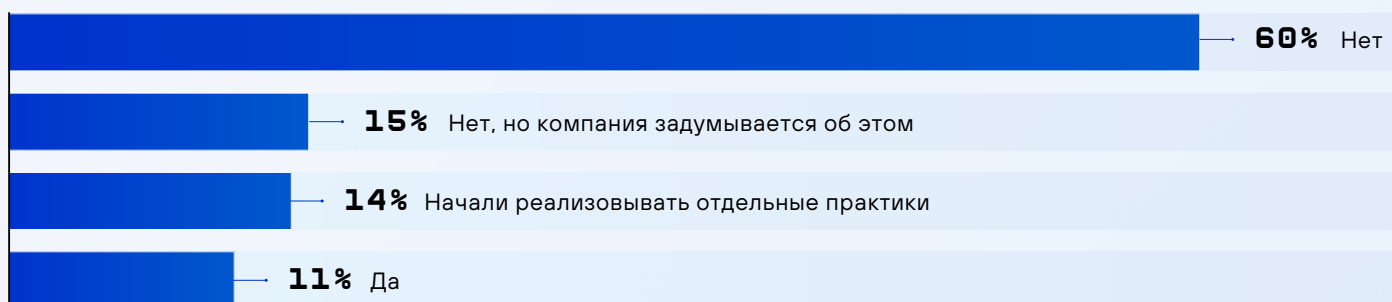 60% Нет
15% Нет, но компания задумывается об этом
14% Начали реализовывать отдельные практики
11% Да